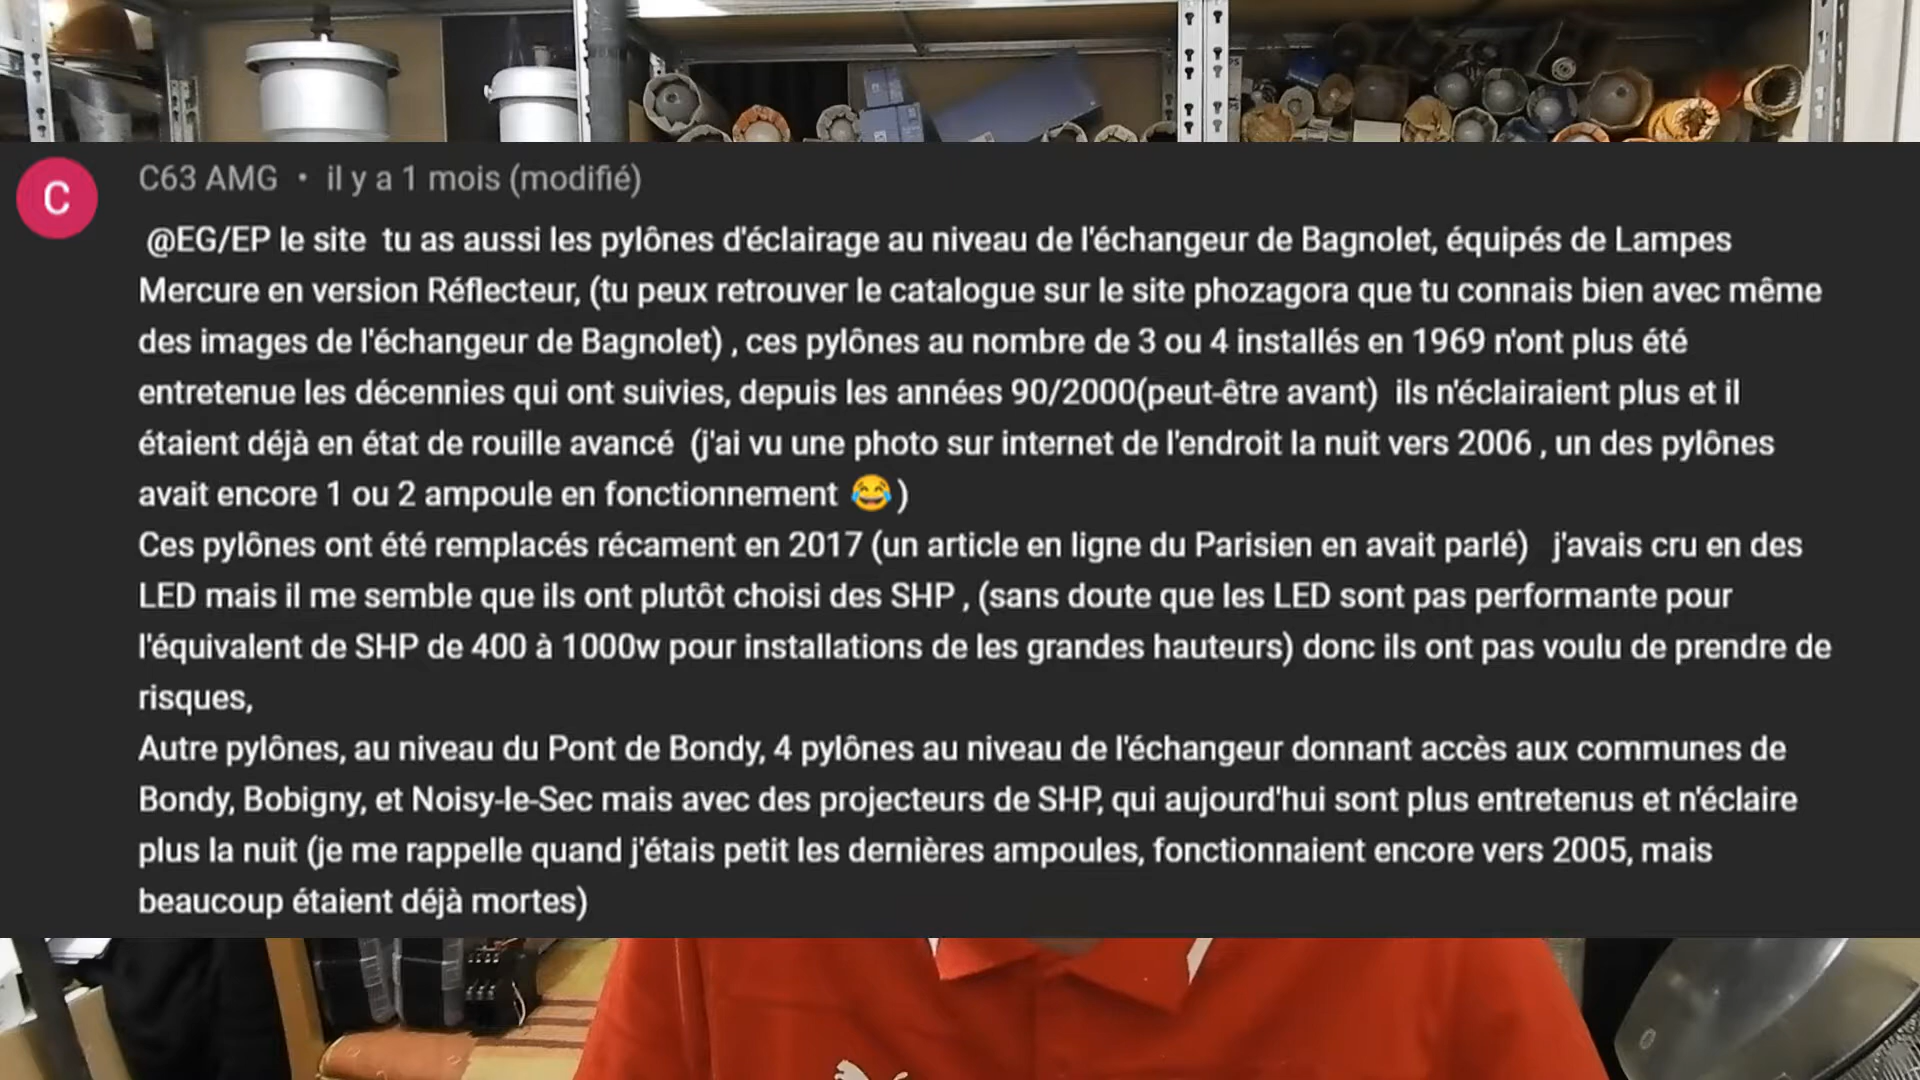 C
C63 AMG • il y a 1 mois (modifié)
@EG/EP le site tu as aussi les pylônes d'éclairage au niveau de l'échangeur de Bagnolet, équipés de Lampes
Mercure en version Réflecteur, (tu peux retrouver le catalogue sur le site phozagora que tu connais bien avec même
des images de l'échangeur de Bagnolet) , ces pylônes au nombre de 3 ou 4 installés en 1969 n'ont plus été
entretenue les décennies qui ont suivies, depuis les années 90/2000(peut-être avant) ils n'éclairaient plus et il
étaient déjà en état de rouille avancé (j'ai vu une photo sur internet de l'endroit la nuit vers 2006 , un des pylônes
avait encore 1 ou 2 ampoule en fonctionnement 😂)
Ces pylônes ont été remplacés récament en 2017 (un article en ligne du Parisien en avait parlé) j'avais cru en des
LED mais il me semble que ils ont plutôt choisi des SHP , (sans doute que les LED sont pas performante pour
l'équivalent de SHP de 400 à 1000w pour installations de les grandes hauteurs) donc ils ont pas voulu de prendre de
risques,
Autre pylônes, au niveau du Pont de Bondy, 4 pylônes au niveau de l'échangeur donnant accès aux communes de
Bondy, Bobigny, et Noisy-le-Sec mais avec des projecteurs de SHP, qui aujourd'hui sont plus entretenus et n'éclaire
plus la nuit (je me rappelle quand j'étais petit les dernières ampoules, fonctionnaient encore vers 2005, mais
beaucoup étaient déjà mortes)